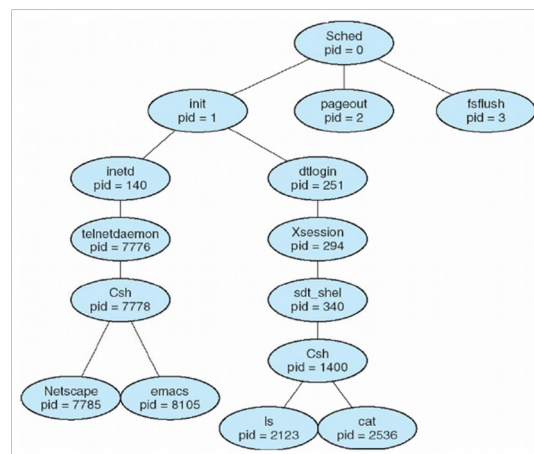 Sched
pid = 0
init
pid = 1
pageout
pid = 2
fsflush
pid = 3
inetd
pid = 140
dtlogin
pid = 251
telnetdaemon
pid = 7776
Xsession
pid = 294
Csh
pid = 7778
sdt_shel
pid = 340
Csh
pid = 1400
Netscape
pid = 7785
emacs
pid = 8105
ls
pid = 2123
cat
pid = 2536